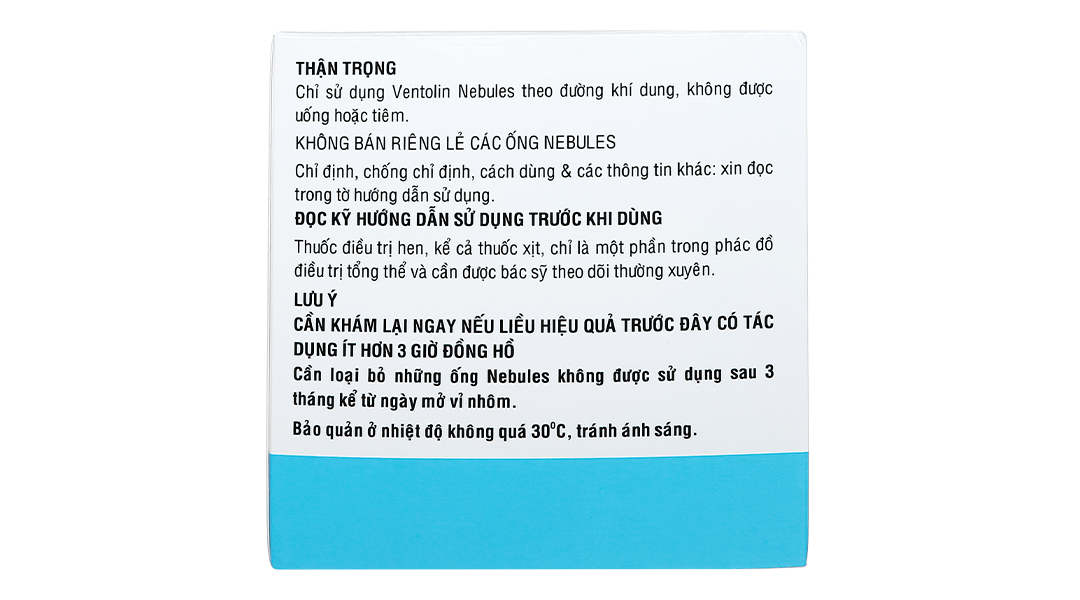 THẬN TRỌNG
Chỉ sử dụng Ventolin Nebules theo đường khí dung, không được
uống hoặc tiêm.
KHÔNG BÁN RIÊNG LẺ CÁC ỐNG NEBULES
Chỉ định, chống chỉ định, cách dùng & các thông tin khác: xin đọc
trong tờ hướng dẫn sử dụng.
ĐỌC KỸ HƯỚNG DẪN SỬ DỤNG TRƯỚC KHI DÙNG
Thuốc điều trị hen, kể cả thuốc xịt, chỉ là một phần trong phác đồ
điều trị tổng thể và cần được bác sỹ theo dõi thường xuyên.
LƯU Ý
CẦN KHÁM LẠI NGAY NẾU LIỀU HIỆU QUẢ TRƯỚC ĐÂY CÓ TÁC
DỤNG ÍT HƠN 3 GIỜ ĐỒNG HỒ
Cần loại bỏ những ống Nebules không được sử dụng sau 3
tháng kể từ ngày mở vỉ nhôm.
Bảo quản ở nhiệt độ không quá 30⁰C, tránh ánh sáng.